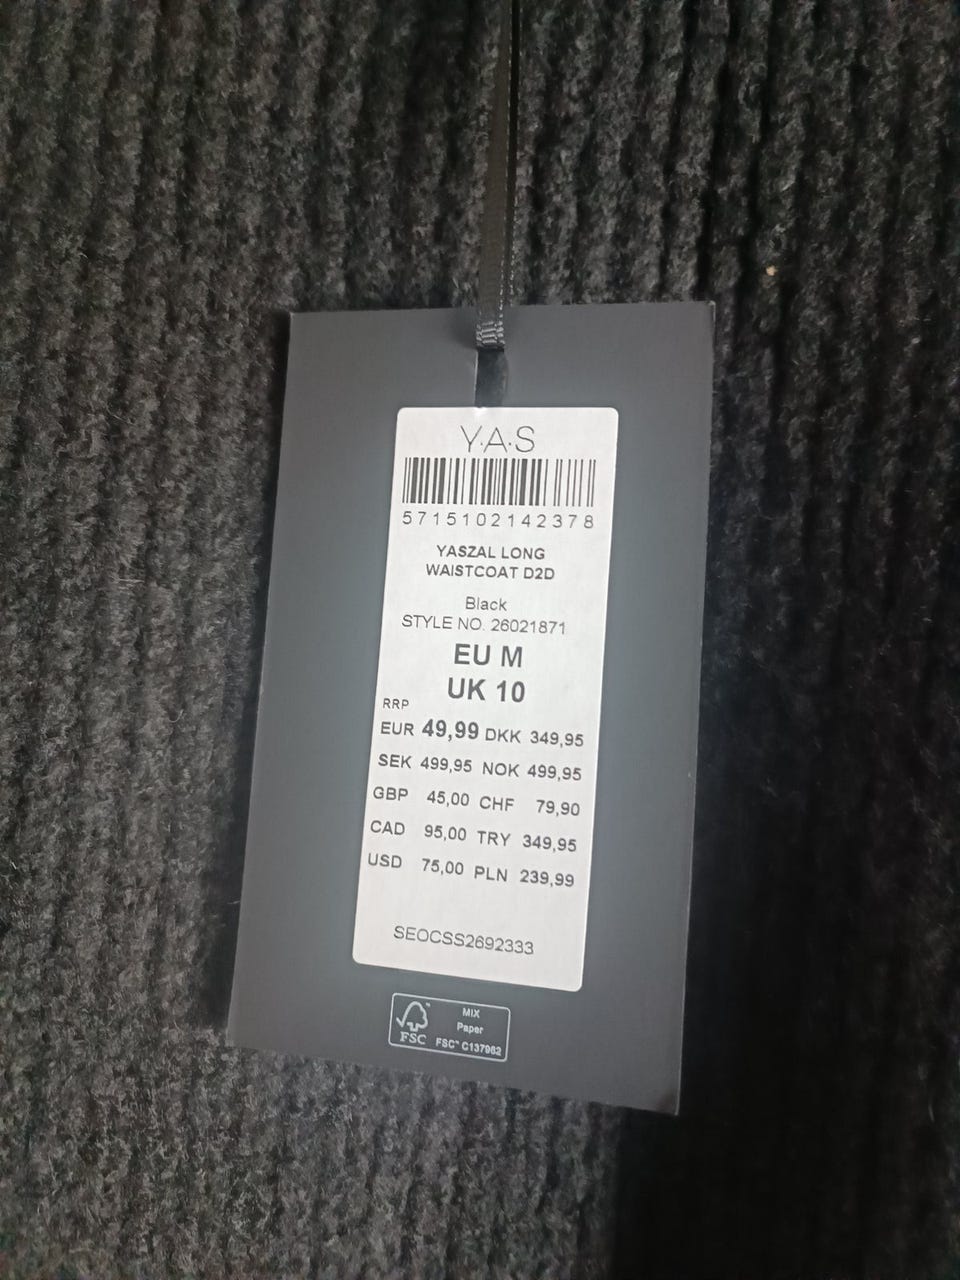 Y·A·S
5715102142378
YASZAL LONG
WAISTCOAT D2D
Black
STYLE NO. 26021871
EU M
UK 10
RRP
EUR 49,99 DKK 349,95
SEK 499,95 NOK 499,95
GBP 45,00 CHF 79,90
CAD 95,00 TRY 349,95
USD 75,00 PLN 239,99
SEOCSS2692333
FSC
MIX
Paper
FSC™ C137962